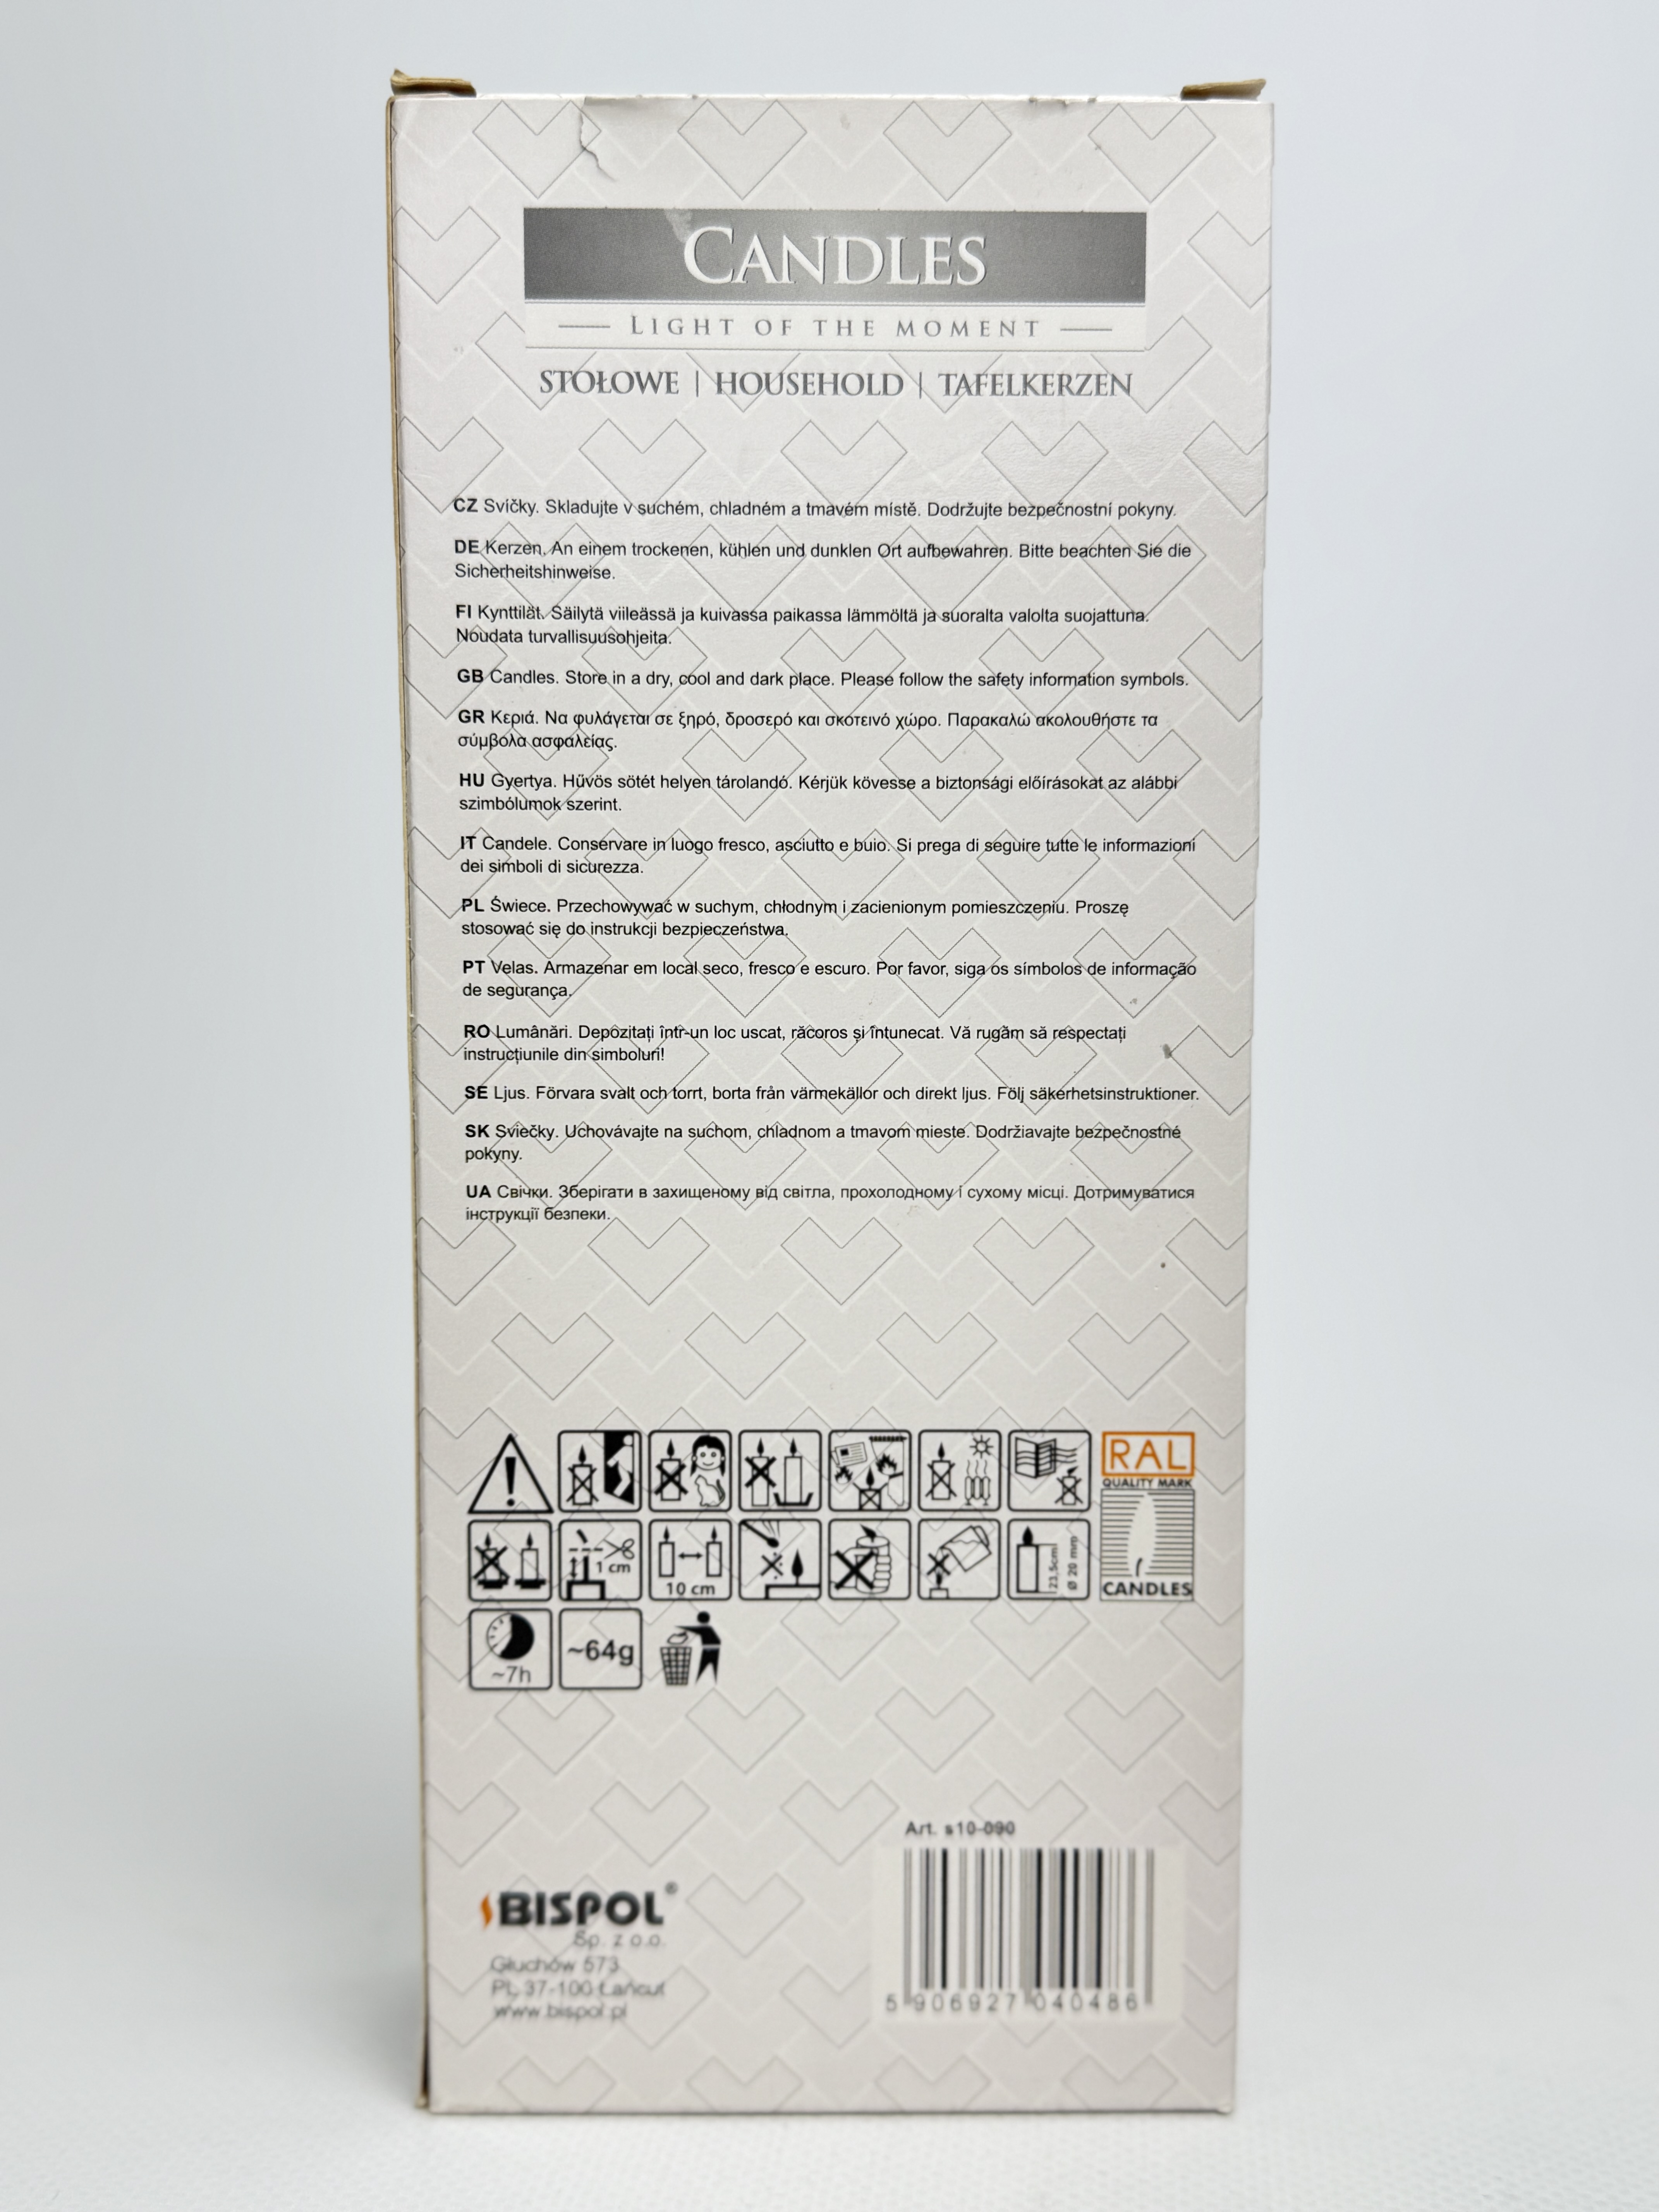 CANDLES
LIGHT OF THE MOMENT
STOŁOWE | HOUSEHOLD | TAFELKERZEN
CZ Svíčky. Skladujte v suchém, chladném a tmavém místě. Dodržujte bezpečnostní pokyny.
DE Kerzen. An einem trockenen, kühlen und dunklen Ort aufbewahren. Bitte beachten Sie die
Sicherheitshinweise.
FI Kynttilät. Säilytä viileässä ja kuivassa paikassa lämmöltä ja suoralta valolta suojattuna.
Noudata turvallisuusohjeita.
GB Candles. Store in a dry, cool and dark place. Please follow the safety information symbols.
GR Κεριά. Να φυλάγεται σε ξηρό, δροσερό και σκοτεινό χώρο. Παρακαλώ ακολουθήστε τα
σύμβολα ασφαλείας.
HU Gyertya. Hűvös sötét helyen tárolandó. Kérjük kövesse a biztonsági előírásokat az alábbi
szimbólumok szerint.
IT Candele. Conservare in luogo fresco, asciutto e buio. Si prega di seguire tutte le informazioni
dei simboli di sicurezza.
PL Świece. Przechowywać w suchym, chłodnym i zacienionym pomieszczeniu. Proszę
stosować się do instrukcji bezpieczeństwa.
PT Velas. Armazenar em local seco, fresco e escuro. Por favor, siga os símbolos de informação
de segurança.
RO Lumânări. Depozitați într-un loc uscat, răcoros și întunecat. Vă rugăm să respectați
instrucțiunile din simboluri!
SE Ljus. Förvara svalt och torrt, borta från värmekällor och direkt ljus. Följ säkerhetsinstruktioner.
SK Sviečky. Uchovávajte na suchom, chladnom a tmavom mieste. Dodržiavajte bezpečnostné
pokyny.
UA Свічки. Зберігати в захищеному від світла, прохолодному і сухому місці. Дотримуватися
інструкції безпеки.
RAL
QUALITY MARK
CANDLES
1 cm
10 cm
23,5cm
Ø 20 mm
~7h
~64g
Art. s10-090
BISPOL®
Sp. z o.o.
Głuchów 573
PL 37-100 Łańcut
www.bispol.pl
5 906927 040486